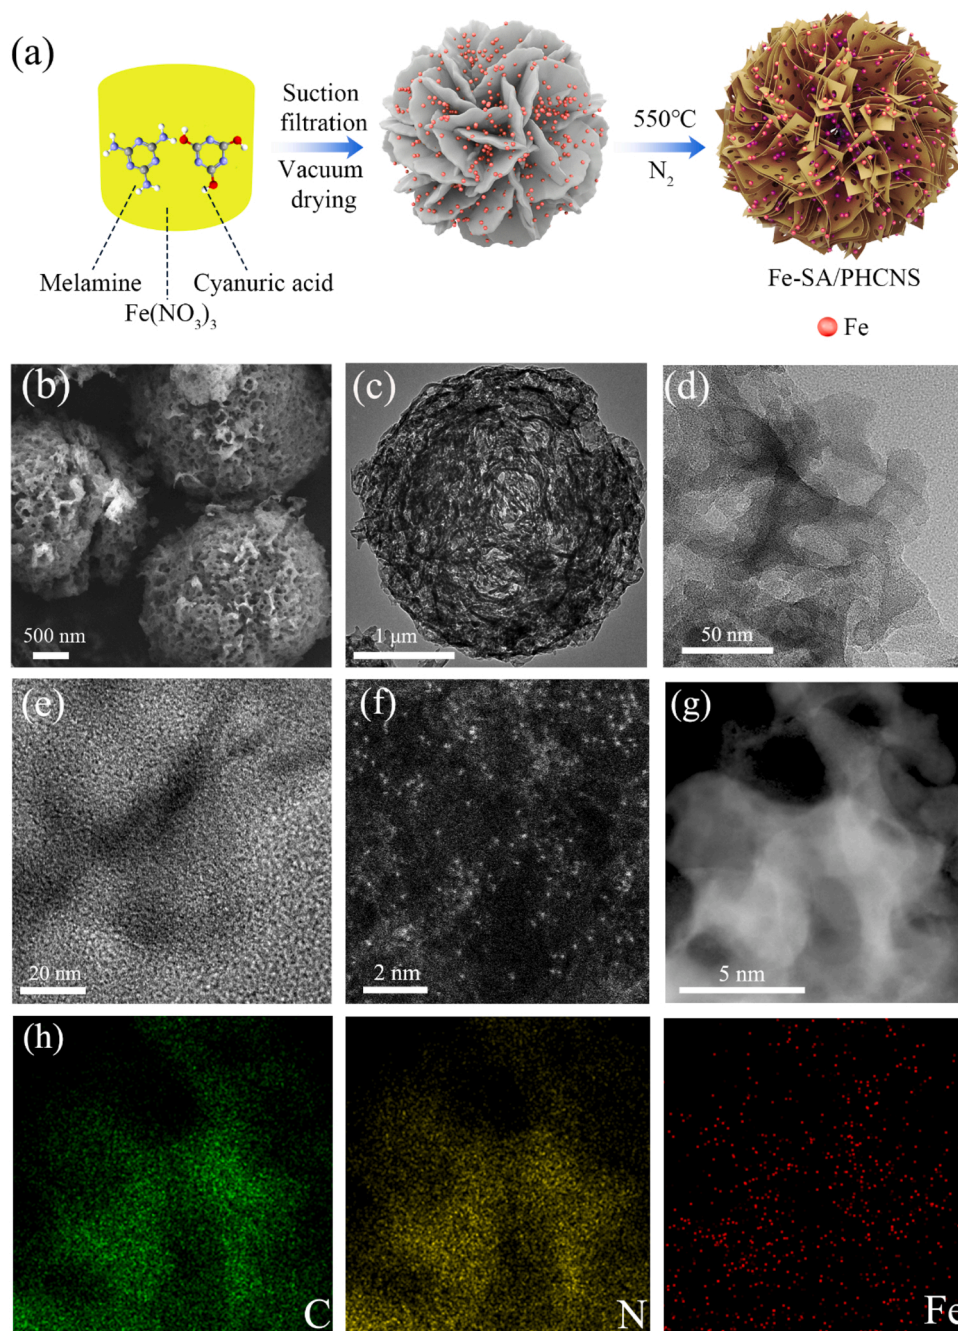 (a)
Suction
filtration
Vacuum
drying
550℃
N₂
Melamine
Cyanuric acid
Fe(NO₃)₃
Fe-SA/PHCNS
Fe
(b)
500 nm
(c)
1 μm
(d)
50 nm
(e)
20 nm
(f)
2 nm
(g)
5 nm
(h)
C
N
Fe